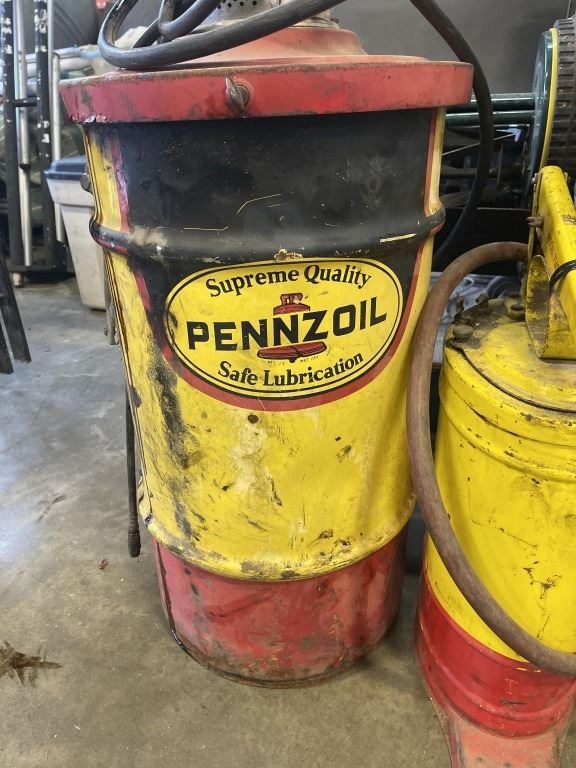 Supreme Quality
PENNZOIL
Safe Lubrication